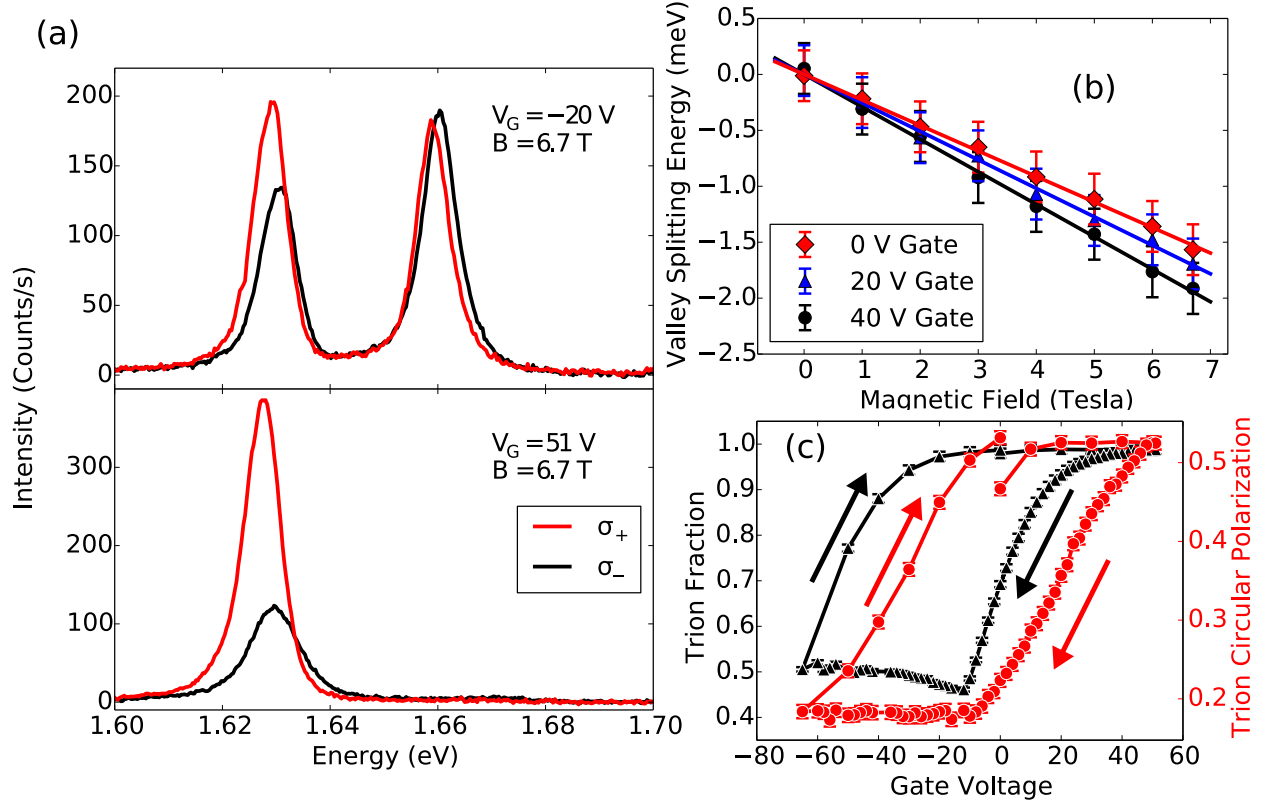 (a)
200
150
100
50
0
V_G=−20 V
B=6.7 T
300
200
100
0
V_G=51 V
B=6.7 T
σ₊
σ₋
1.60 1.62 1.64 1.66 1.68 1.70
Energy (eV)
Intensity (Counts/s)
(b)
0.5
0.0
−0.5
−1.0
−1.5
−2.0
−2.5
0 V Gate
20 V Gate
40 V Gate
0 1 2 3 4 5 6 7
Magnetic Field (Tesla)
Valley Splitting Energy (meV)
(c)
1.0
0.9
0.8
0.7
0.6
0.5
0.4
Trion Fraction
0.5
0.4
0.3
0.2
Trion Circular Polarization
−80 −60 −40 −20 0 20 40 60
Gate Voltage